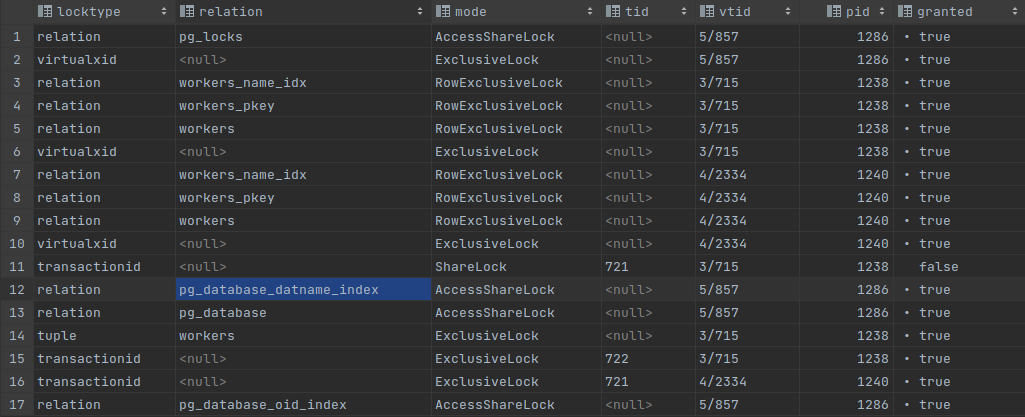 locktype relation mode tid vtid pid granted
1 relation pg_locks AccessShareLock <null> 5/857 1286 • true
2 virtualxid <null> ExclusiveLock <null> 5/857 1286 • true
3 relation workers_name_idx RowExclusiveLock <null> 3/715 1238 • true
4 relation workers_pkey RowExclusiveLock <null> 3/715 1238 • true
5 relation workers RowExclusiveLock <null> 3/715 1238 • true
6 virtualxid <null> ExclusiveLock <null> 3/715 1238 • true
7 relation workers_name_idx RowExclusiveLock <null> 4/2334 1240 • true
8 relation workers_pkey RowExclusiveLock <null> 4/2334 1240 • true
9 relation workers RowExclusiveLock <null> 4/2334 1240 • true
10 virtualxid <null> ExclusiveLock <null> 4/2334 1240 • true
11 transactionid <null> ShareLock 721 3/715 1238 false
12 relation pg_database_datname_index AccessShareLock <null> 5/857 1286 • true
13 relation pg_database AccessShareLock <null> 5/857 1286 • true
14 tuple workers ExclusiveLock <null> 3/715 1238 • true
15 transactionid <null> ExclusiveLock 722 3/715 1238 • true
16 transactionid <null> ExclusiveLock 721 4/2334 1240 • true
17 relation pg_database_oid_index AccessShareLock <null> 5/857 1286 • true